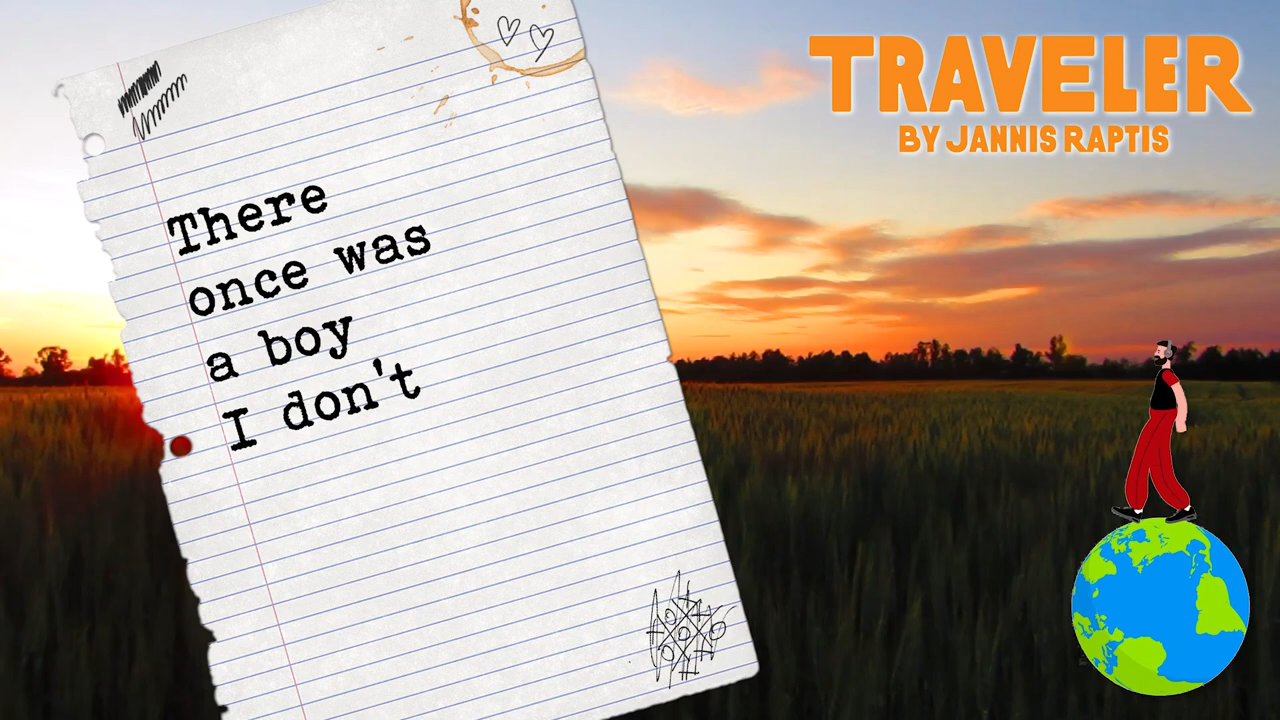 TRAVELER
BY JANNIS RAPTIS
There
once was
a boy
I don't